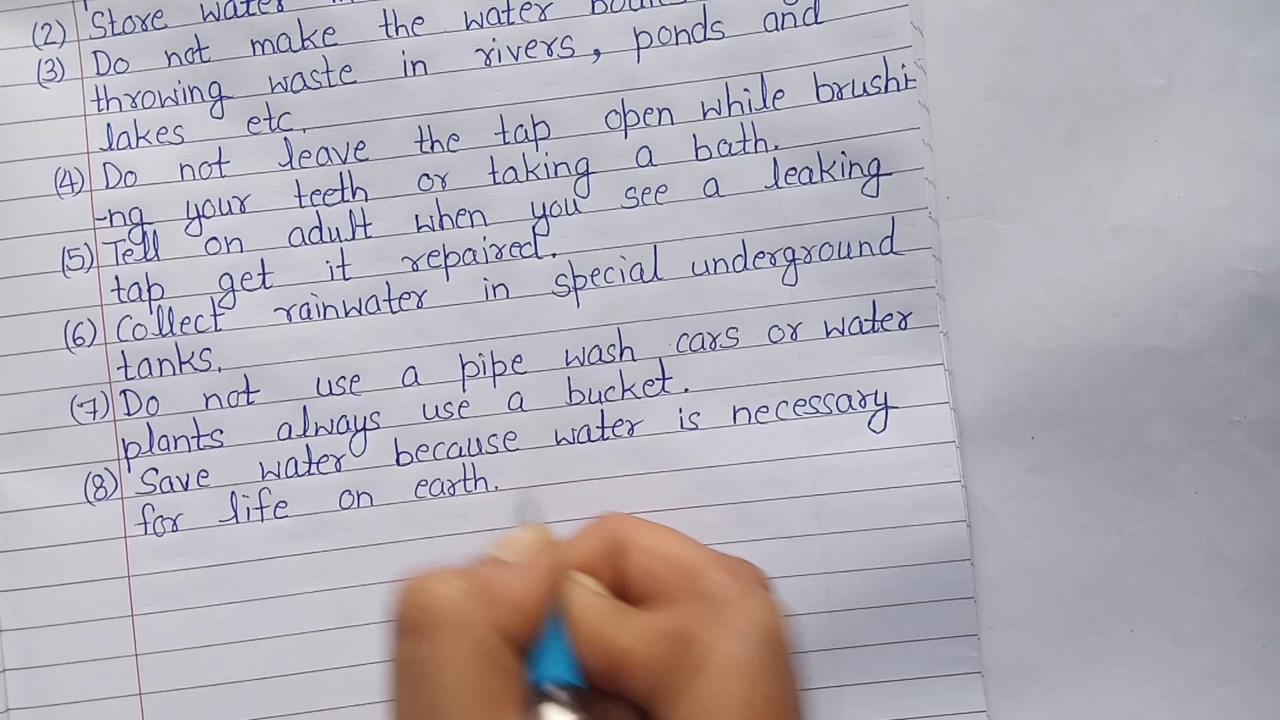 (2) Store water
(3) Do not make the water
throwing waste in rivers, ponds and
lakes etc.
(4) Do not leave the tap open while brushi
-ng your teeth or taking a bath.
(5) Tell on adult when you see a leaking
tap get it repaired.
(6) Collect rainwater in special underground
tanks.
(7) Do not use a pipe wash cars or water
plants always use a bucket.
(8) Save water because water is necessary
for life on earth.